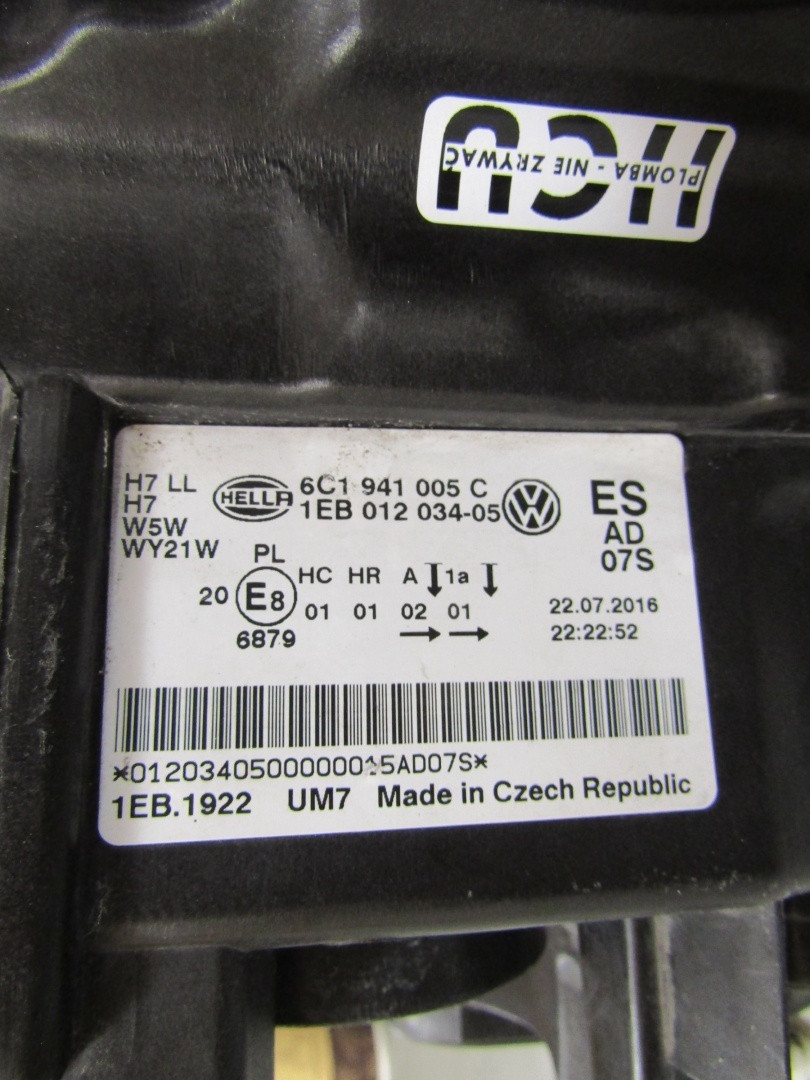 HCU
PLOMBA - NIE ZRYWAĆ
H7 LL
H7
W5W
WY21W
HELLA
6C1 941 005 C
1EB 012 034-05
VW
ES
AD
07S
PL
20 E8
6879
HC HR A 1a
01 01 02 01
22.07.2016
22:22:52
*01203405000000015AD07S*
1EB.1922 UM7 Made in Czech Republic